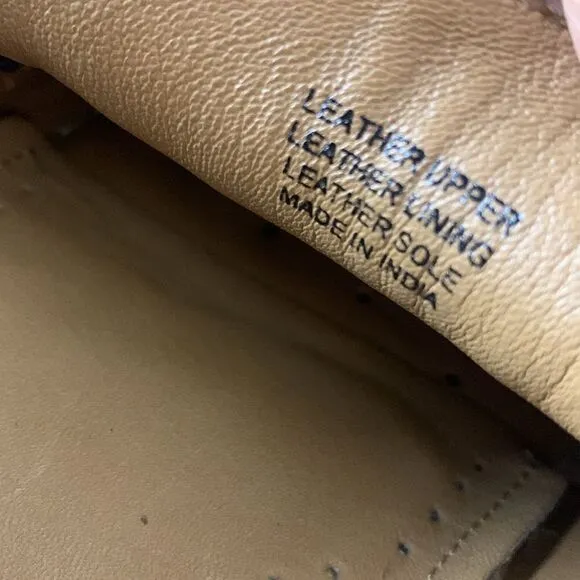 LEATHER UPPER
LEATHER LINING
LEATHER SOLE
MADE IN INDIA